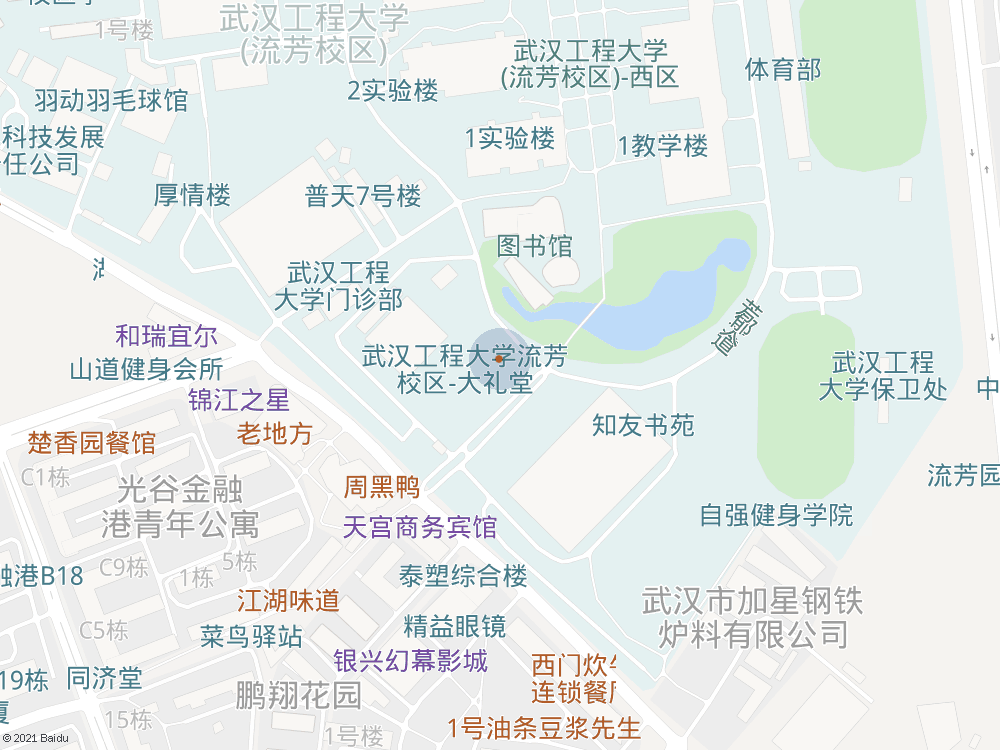 1号楼
武汉工程大学
(流芳校区)
武汉工程大学
(流芳校区)-西区
体育部
2实验楼
羽动羽毛球馆
科技发展
任公司
1实验楼
1教学楼
厚情楼
普天7号楼
图书馆
武汉工程
大学门诊部
和瑞宜尔
山道健身会所
武汉工程大学流芳
校区-大礼堂
武汉工程
大学保卫处
中
锦江之星
老地方
知友书苑
楚香园餐馆
C1栋
光谷金融
港青年公寓
周黑鸭
流芳园
天宫商务宾馆
自强健身学院
C9栋
5栋
1栋
融港B18
泰塑综合楼
江湖味道
武汉市加星钢铁
炉料有限公司
C5栋
菜鸟驿站
精益眼镜
银兴幻幕影城
19栋
同济堂
西门炊
连锁餐厅
鹏翔花园
15栋
1号楼
1号油条豆浆先生
© 2021 Baidu